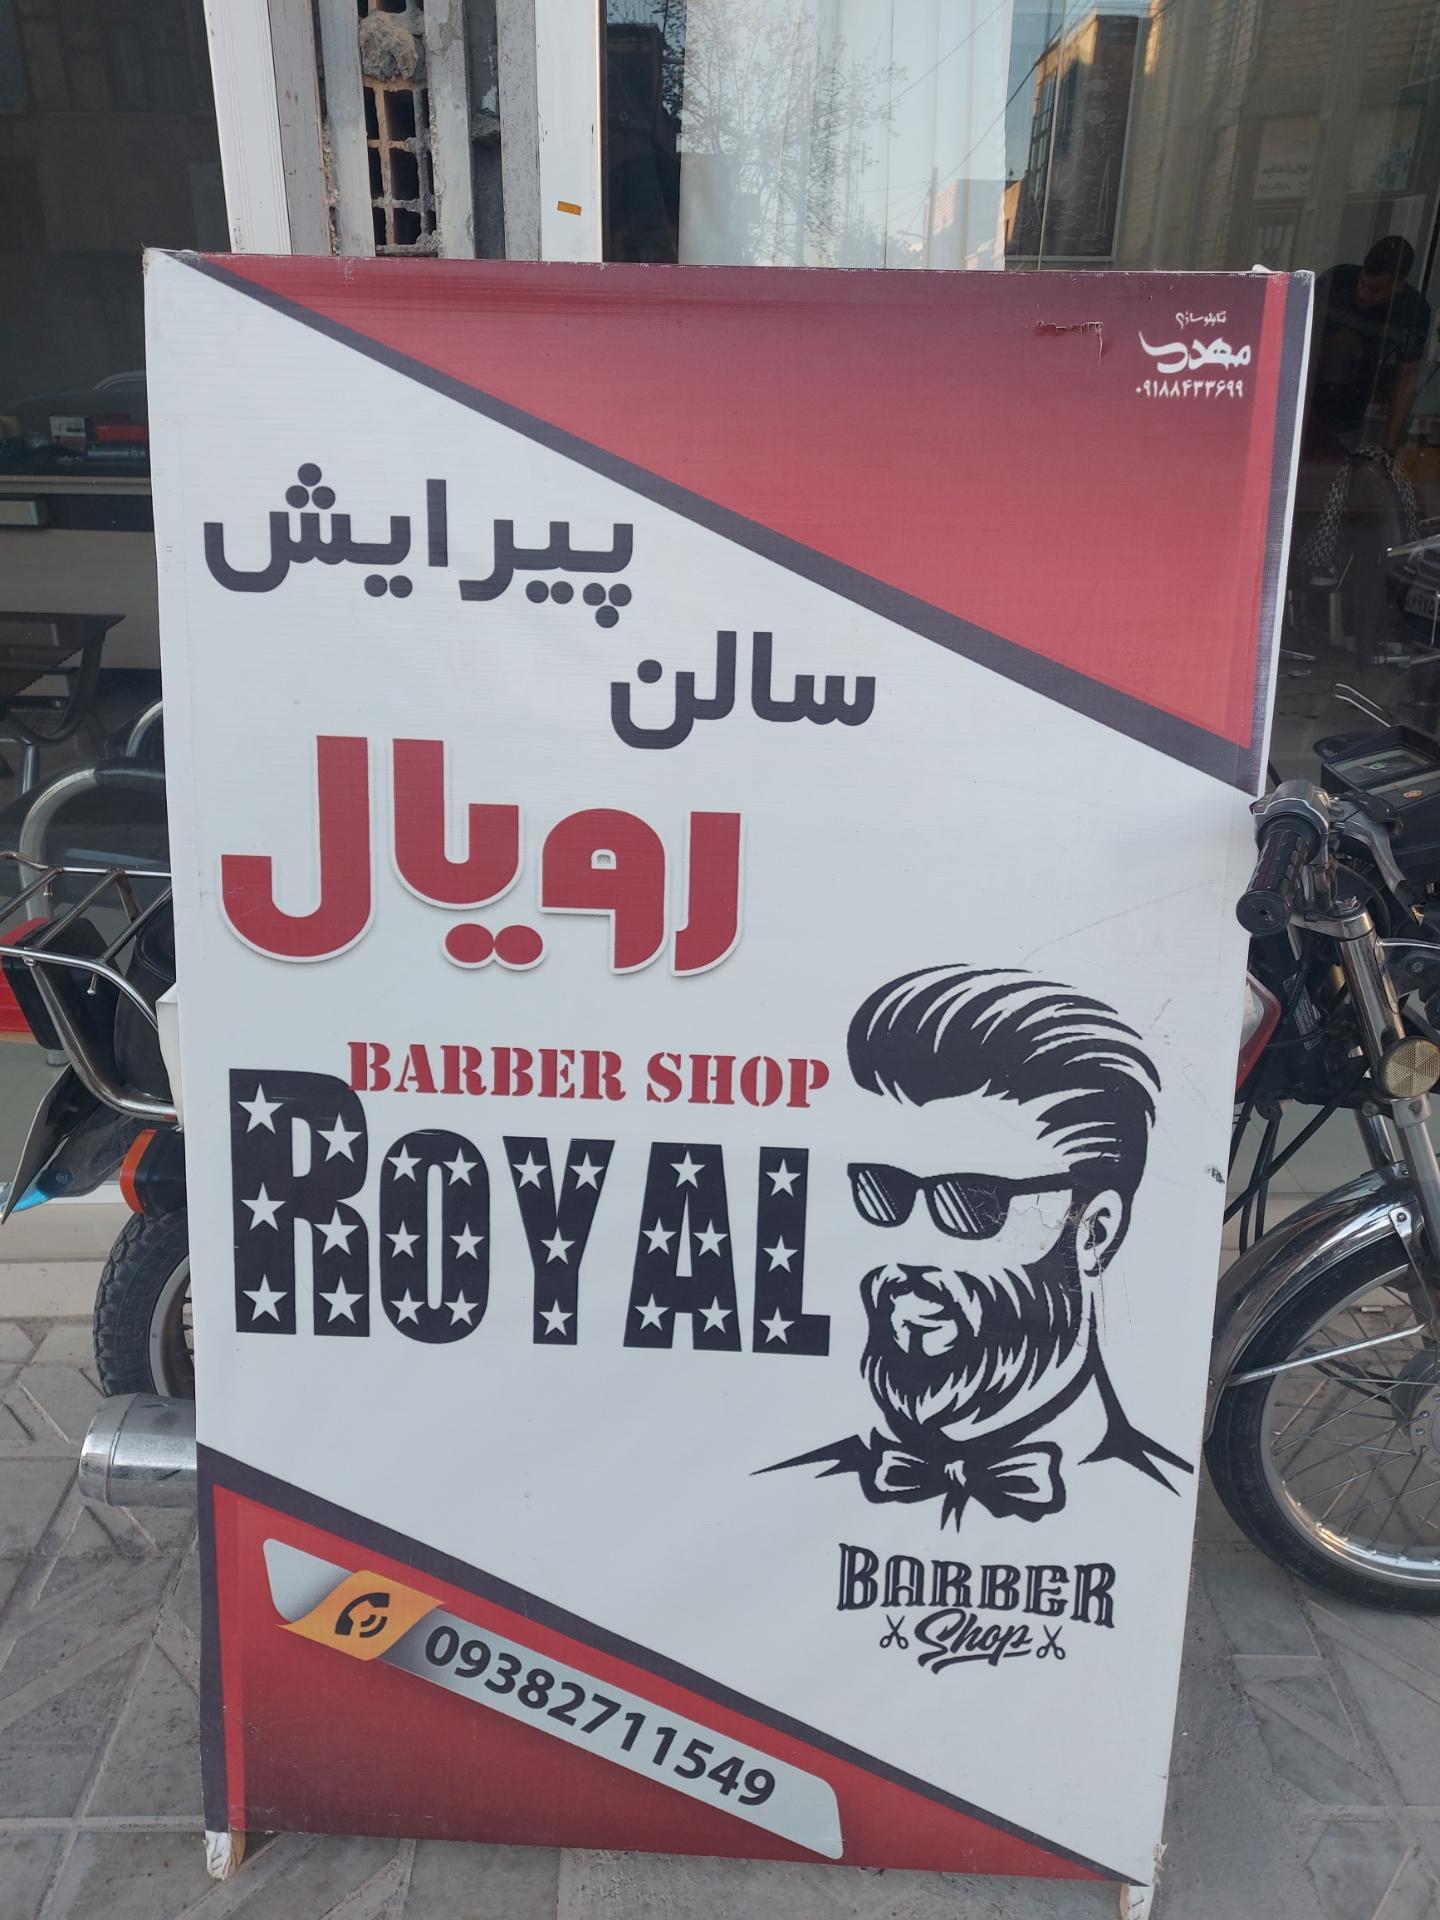 تابلوسازی
مهدی
۰۹۱۸۸۴۳۳۶۹۹
سالن پیرایش
رویال
BARBER SHOP
ROYAL
BARBER
Shop
09382711549